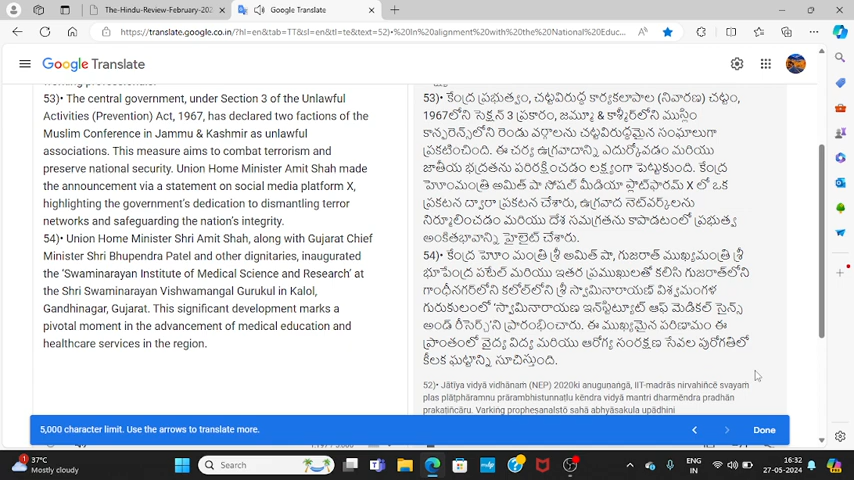 The-Hindu-Review-February-202
Google Translate
https://translate.google.co.in/?hl=en&tab=TT&sl=en&tl=te&text=52)•%20In%20alignment%20with%20the%20National%20Educ...
Google Translate
53)• The central government, under Section 3 of the Unlawful
Activities (Prevention) Act, 1967, has declared two factions of the
Muslim Conference in Jammu & Kashmir as unlawful
associations. This measure aims to combat terrorism and
preserve national security. Union Home Minister Amit Shah made
the announcement via a statement on social media platform X,
highlighting the government's dedication to dismantling terror
networks and safeguarding the nation's integrity.
54)• Union Home Minister Shri Amit Shah, along with Gujarat Chief
Minister Shri Bhupendra Patel and other dignitaries, inaugurated
the 'Swaminarayan Institute of Medical Science and Research' at
the Shri Swaminarayan Vishwamangal Gurukul in Kalol,
Gandhinagar, Gujarat. This significant development marks a
pivotal moment in the advancement of medical education and
healthcare services in the region.
53)• కేంద్ర ప్రభుత్వం, చట్టవిరుద్ధ కార్యకలాపాల (నివారణ) చట్టం,
1967లోని సెక్షన్ 3 ప్రకారం, జమ్మూ & కాశ్మీర్‌లోని ముస్లిం
కాన్ఫరెన్స్‌లోని రెండు వర్గాలను చట్టవిరుద్ధమైన సంఘాలుగా
ప్రకటించింది. ఈ చర్య ఉగ్రవాదాన్ని ఎదుర్కోవడం మరియు
జాతీయ భద్రతను పరిరక్షించడం లక్ష్యంగా పెట్టుకుంది. కేంద్ర
హోంమంత్రి అమిత్ షా సోషల్ మీడియా ప్లాట్‌ఫారమ్ X లో ఒక
ప్రకటన ద్వారా ప్రకటన చేశారు, ఉగ్రవాద నెట్‌వర్క్‌లను
నిర్మూలించడం మరియు దేశ సమగ్రతను కాపాడటంలో ప్రభుత్వ
అంకితభావాన్ని హైలైట్ చేశారు.
54)• కేంద్ర హోం మంత్రి శ్రీ అమిత్ షా, గుజరాత్ ముఖ్యమంత్రి శ్రీ
భూపేంద్ర పటేల్ మరియు ఇతర ప్రముఖులతో కలిసి గుజరాత్‌లోని
గాంధీనగర్‌లోని కలోల్‌లోని శ్రీ స్వామినారాయణ్ విశ్వమంగళ
గురుకులంలో 'స్వామినారాయణ ఇన్‌స్టిట్యూట్ ఆఫ్ మెడికల్ సైన్స్
అండ్ రీసెర్చ్'ని ప్రారంభించారు. ఈ ముఖ్యమైన పరిణామం ఈ
ప్రాంతంలో వైద్య విద్య మరియు ఆరోగ్య సంరక్షణ సేవల పురోగతిలో
కీలక ఘట్టాన్ని సూచిస్తుంది.
52)• Jātīya vidyā vidhānaṁ (NEP) 2020ki anuguṇaṅgā, IIT-madrās nirvahin̄cē svayam
plas plātphāramnu prārambhistunnaṭlu kēndra vidyā mantri dharmēndra pradhān
prakaṭin̄cāru. Varking prophesanalstō sahā abhyāsakula upādhini
5,000 character limit. Use the arrows to translate more.
Done
37°C
Mostly cloudy
Search
ENG
IN
16:32
27-05-2024